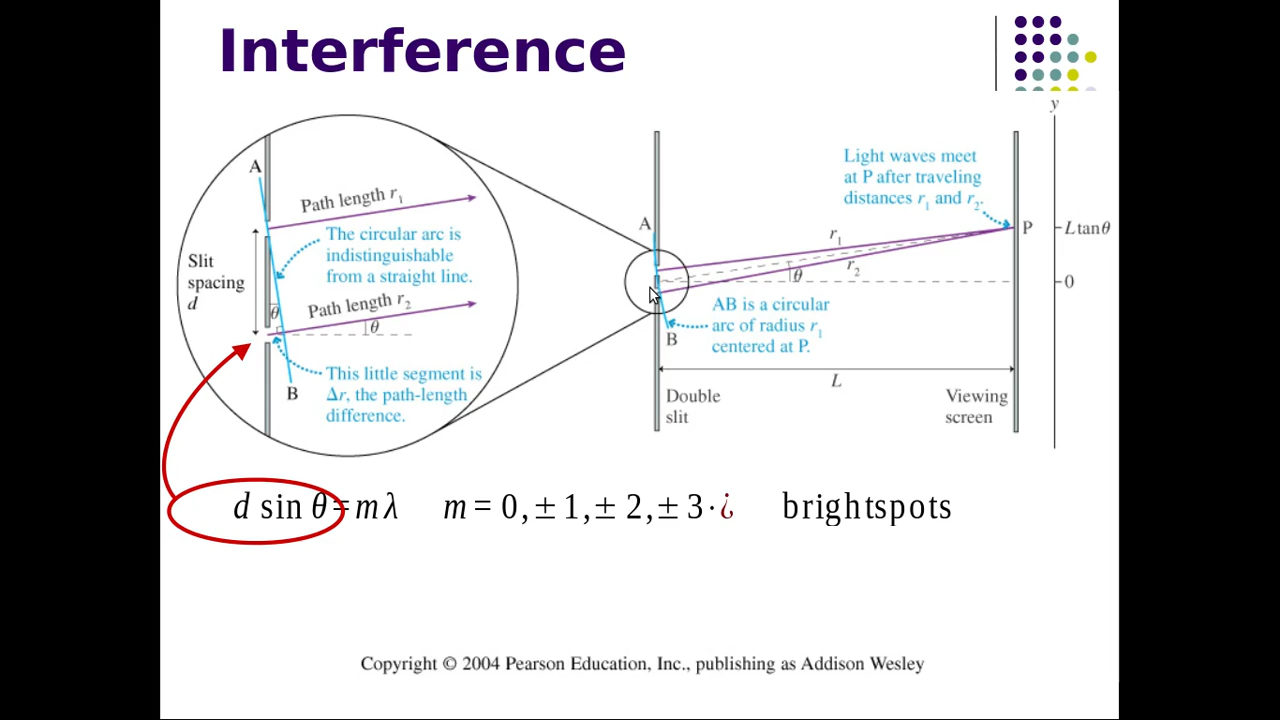 Interference
A
Path length r₁
The circular arc is
indistinguishable
from a straight line.
Slit
spacing
d
θ
Path length r₂
θ
This little segment is
Δr, the path-length
difference.
B
y
Light waves meet
at P after traveling
distances r₁ and r₂.
A
r₁
P
Ltanθ
θ
r₂
0
AB is a circular
arc of radius r₁
centered at P.
B
L
Double
slit
Viewing
screen
d sin θ = m λ m = 0, ± 1, ± 2, ± 3 · ¿ brightspots
Copyright © 2004 Pearson Education, Inc., publishing as Addison Wesley